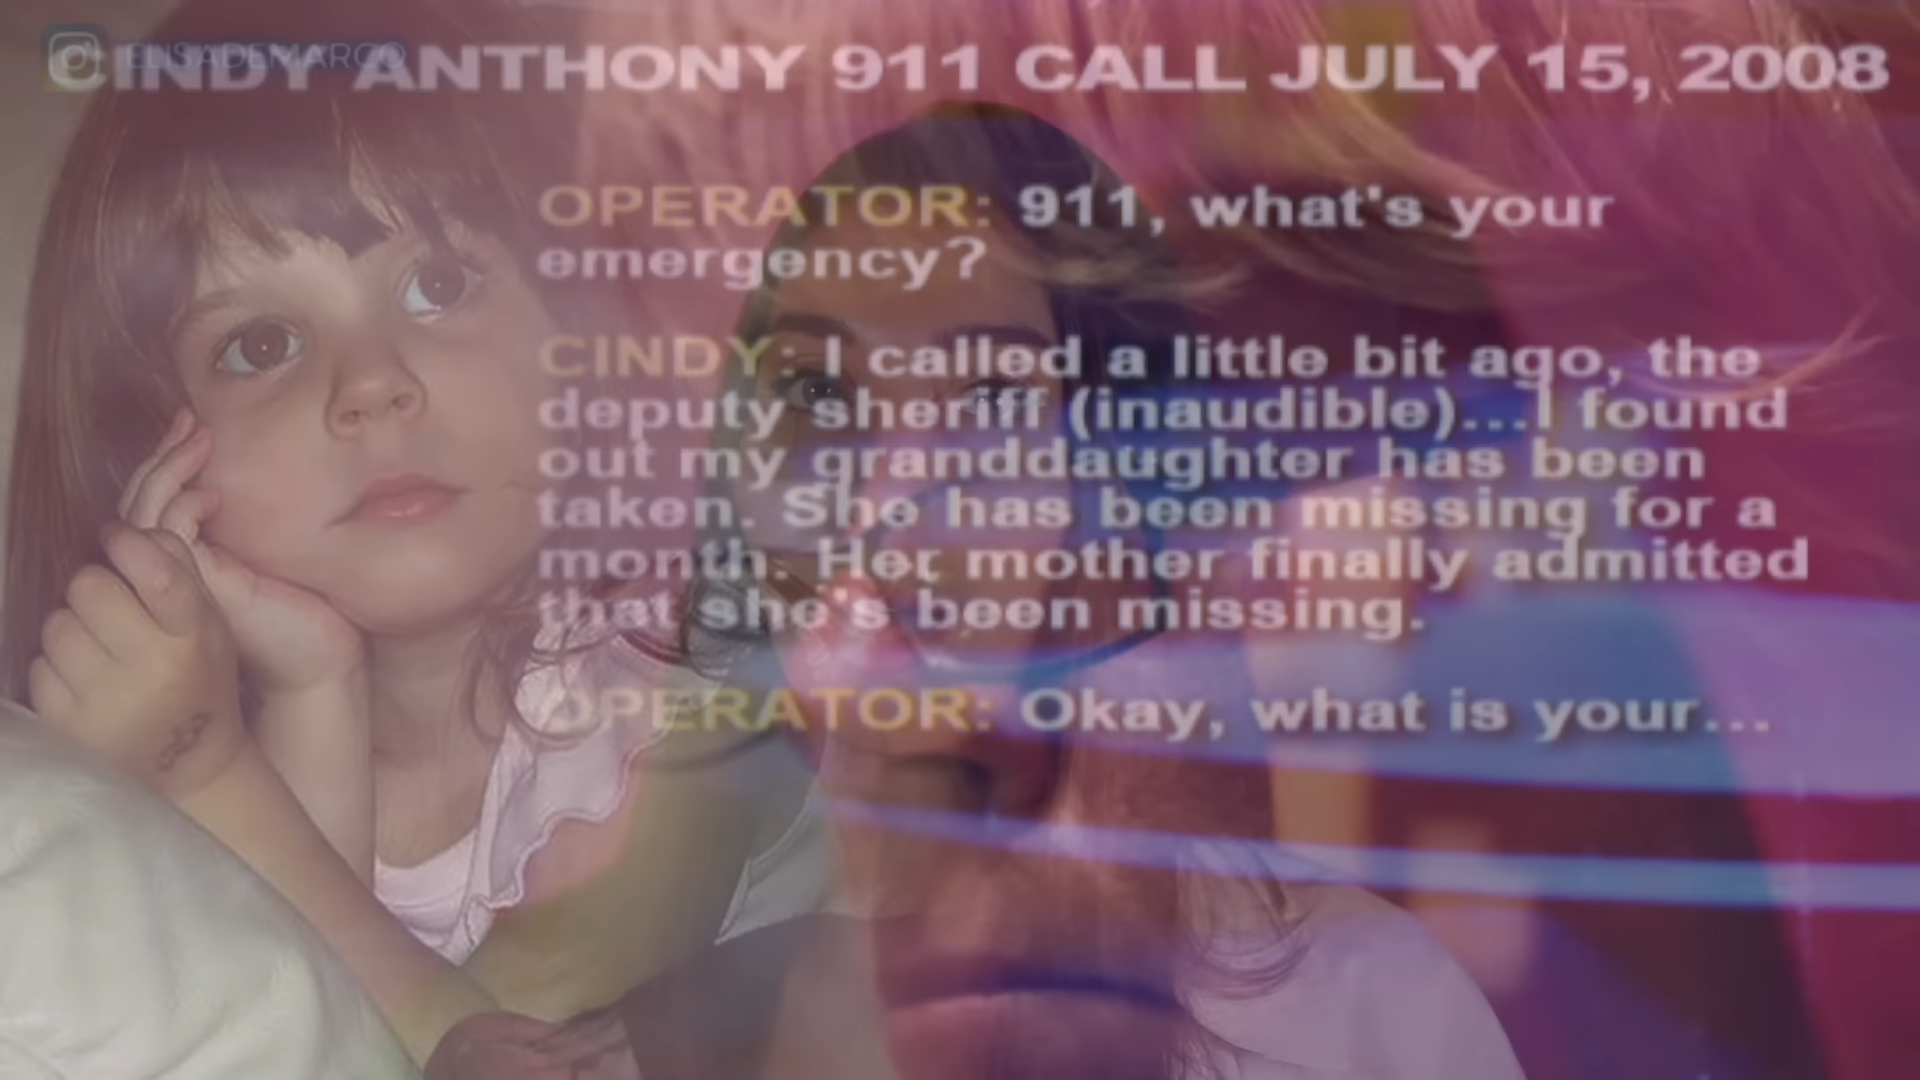 ELISADEMARCO
CINDY ANTHONY 911 CALL JULY 15, 2008
OPERATOR: 911, what's your
emergency?
CINDY: I called a little bit ago, the
deputy sheriff (inaudible)...I found
out my granddaughter has been
taken. She has been missing for a
month. Her mother finally admitted
that she's been missing.
OPERATOR: Okay, what is your...